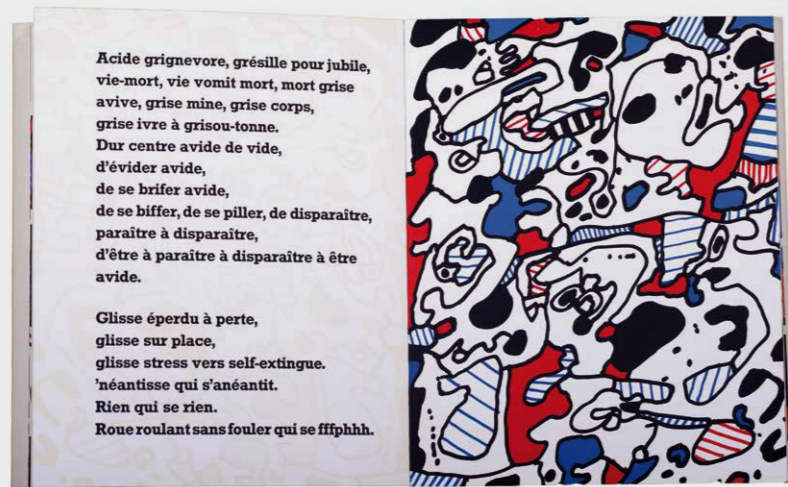 Acide grignevore, grésille pour jubile,
vie-mort, vie vomit mort, mort grise
avive, grise mine, grise corps,
grise ivre à grisou-tonne.
Dur centre avide de vide,
d'évider avide,
de se brifer avide,
de se biffer, de se piller, de disparaître,
paraître à disparaître,
d'être à paraître à disparaître à être
avide.

Glisse éperdu à perte,
glisse sur place,
glisse stress vers self-extingue.
'néantisse qui s'anéantit.
Rien qui se rien.
Roue roulant sans fouler qui se fffphhh.